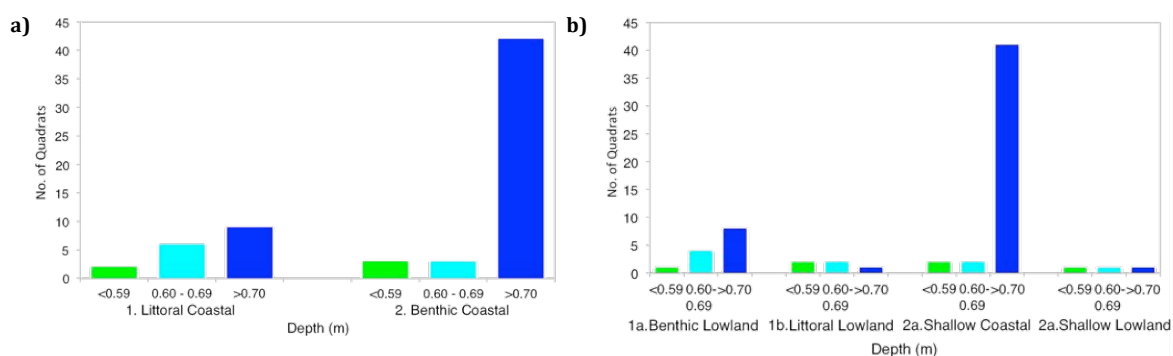 a)
No. of Quadrats
45
40
35
30
25
20
15
10
5
0
<0.59 0.60 - 0.69 >0.70 <0.59 0.60 - 0.69 >0.70
1. Littoral Coastal 2. Benthic Coastal
Depth (m)
b)
No. of Quadrats
45
40
35
30
25
20
15
10
5
0
<0.59 0.60->0.70 <0.59 0.60->0.70 <0.59 0.60->0.70 <0.59 0.60->0.70
0.69 0.69 0.69 0.69
1a.Benthic Lowland 1b.Littoral Lowland 2a.Shallow Coastal 2a.Shallow Lowland
Depth (m)